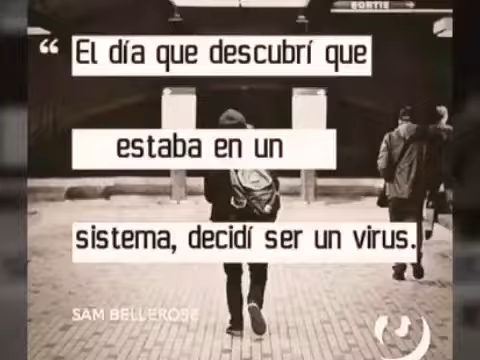 SORTIE
“ El día que descubrí que
estaba en un
sistema, decidí ser un virus.
SAM BELLEROSE